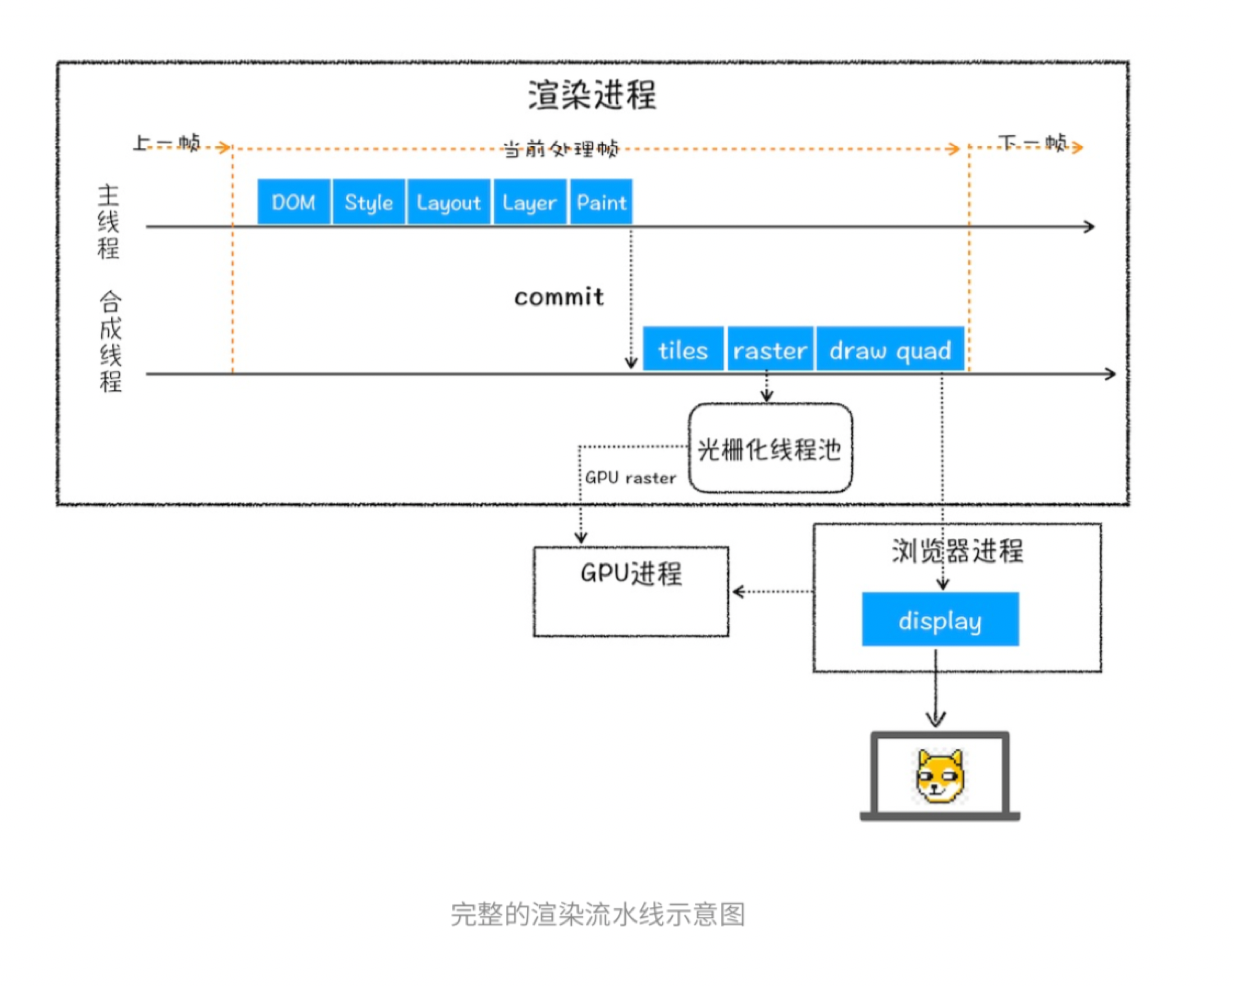 渲染进程
上一帧
当前处理帧
下一帧
主线程
DOM
Style
Layout
Layer
Paint
commit
合成线程
tiles
raster
draw quad
光栅化线程池
GPU raster
GPU进程
浏览器进程
display
完整的渲染流水线示意图